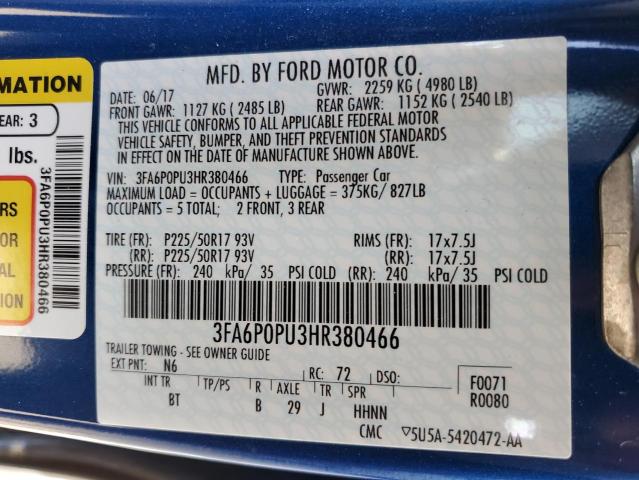 MFD. BY FORD MOTOR CO.
DATE: 06/17 GVWR: 2259 KG ( 4980 LB)
FRONT GAWR: 1127 KG ( 2485 LB) REAR GAWR: 1152 KG ( 2540 LB)
THIS VEHICLE CONFORMS TO ALL APPLICABLE FEDERAL MOTOR
VEHICLE SAFETY, BUMPER, AND THEFT PREVENTION STANDARDS
IN EFFECT ON THE DATE OF MANUFACTURE SHOWN ABOVE.
VIN: 3FA6P0PU3HR380466 TYPE: Passenger Car
MAXIMUM LOAD = OCCUPANTS + LUGGAGE = 375KG/ 827LB
OCCUPANTS = 5 TOTAL; 2 FRONT, 3 REAR
TIRE (FR): P225/50R17 93V RIMS (FR): 17x7.5J
(RR): P225/50R17 93V (RR): 17x7.5J
PRESSURE (FR): 240 kPa/ 35 PSI COLD (RR): 240 kPa/ 35 PSI COLD
3FA6P0PU3HR380466
TRAILER TOWING - SEE OWNER GUIDE
EXT PNT: N6 RC: 72 DSO:
INT TR TP/PS R AXLE TR SPR
BT B 29 J HHNN
F0071
R0080
CMC ▽5U5A-5420472-AA
RMATION
EAR: 3
lbs.
3FA6P0PU3HR380466
RS
OR
AL
TION